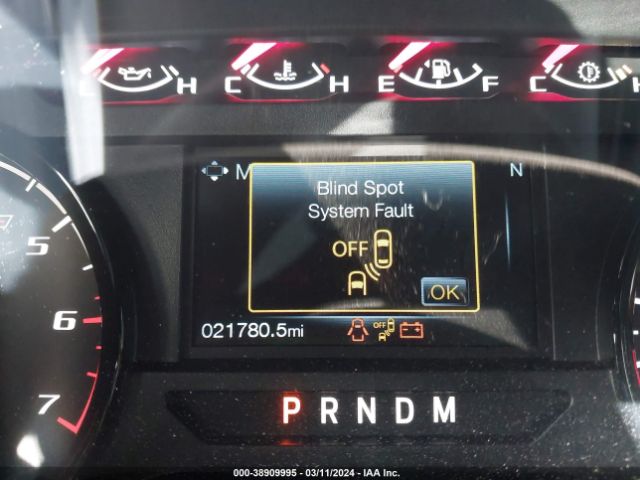 L H C H E F C H
M N
Blind Spot
System Fault
OFF
OK
021780.5mi OFF
5
6
7
P R N D M
000-38909995 - 03/11/2024 - IAA Inc.